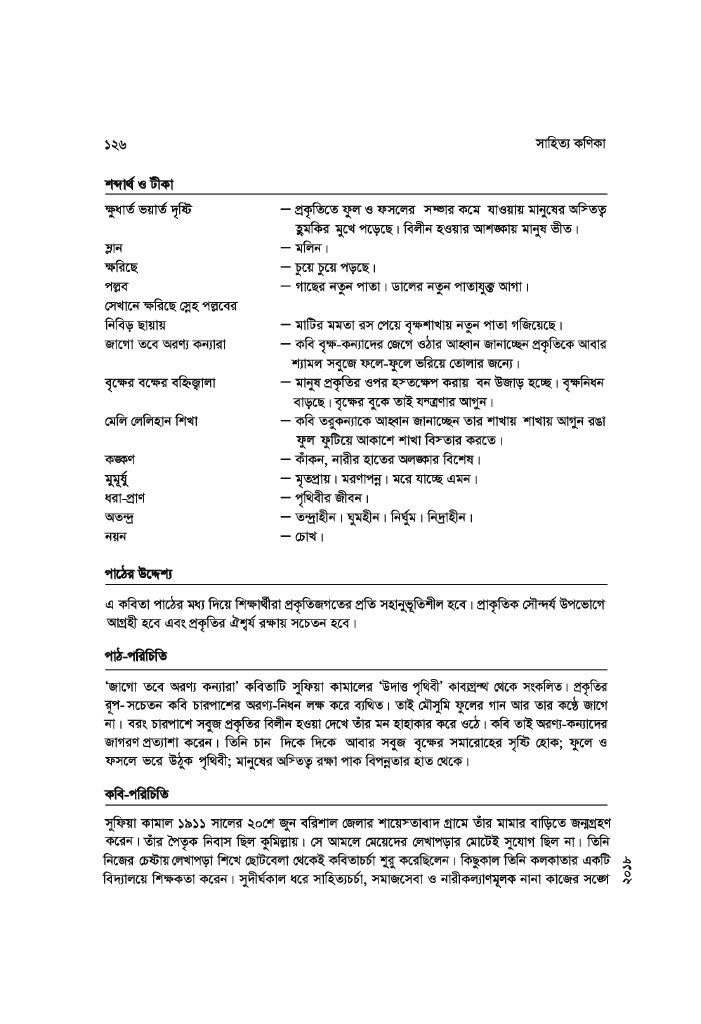 ১২৬ সাহিত্য কণিকা
শব্দার্থ ও টীকা
ক্ষুধার্ত ভয়ার্ত দৃষ্টি — প্রকৃতিতে ফুল ও ফসলের সম্ভার কমে যাওয়ায় মানুষের অস্তিত্ব
হুমকির মুখে পড়েছে। বিলীন হওয়ার আশঙ্কায় মানুষ ভীত।
ম্লান — মলিন।
ক্ষরিছে — চুয়ে চুয়ে পড়ছে।
পল্লব — গাছের নতুন পাতা। ডালের নতুন পাতাযুক্ত আগা।
সেখানে ক্ষরিছে স্নেহ পল্লবের
নিবিড় ছায়ায় — মাটির মমতা রস পেয়ে বৃক্ষশাখায় নতুন পাতা গজিয়েছে।
জাগো তবে অরণ্য কন্যারা — কবি বৃক্ষ-কন্যাদের জেগে ওঠার আহ্বান জানাচ্ছেন প্রকৃতিকে আবার
শ্যামল সবুজে ফলে-ফুলে ভরিয়ে তোলার জন্যে।
বৃক্ষের বক্ষের বহ্নিজ্বালা — মানুষ প্রকৃতির ওপর হস্তক্ষেপ করায় বন উজাড় হচ্ছে। বৃক্ষনিধন
বাড়ছে। বৃক্ষের বুকে তাই যন্ত্রণার আগুন।
মেলি লেলিহান শিখা — কবি তরুকন্যাকে আহ্বান জানাচ্ছেন তার শাখায় শাখায় আগুন রঙা
ফুল ফুটিয়ে আকাশে শাখা বিস্তার করতে।
কঙ্কণ — কাঁকন, নারীর হাতের অলঙ্কার বিশেষ।
মুমূর্ষু — মৃতপ্রায়। মরণাপন্ন। মরে যাচ্ছে এমন।
ধরা-প্রাণ — পৃথিবীর জীবন।
অতন্দ্র — তন্দ্রাহীন। ঘুমহীন। নির্ঘুম। নিদ্রাহীন।
নয়ন — চোখ।
পাঠের উদ্দেশ্য
এ কবিতা পাঠের মধ্য দিয়ে শিক্ষার্থীরা প্রকৃতিজগতের প্রতি সহানুভূতিশীল হবে। প্রাকৃতিক সৌন্দর্য উপভোগে
আগ্রহী হবে এবং প্রকৃতির ঐশ্বর্য রক্ষায় সচেতন হবে।
পাঠ-পরিচিতি
‘জাগো তবে অরণ্য কন্যারা’ কবিতাটি সুফিয়া কামালের ‘উদাত্ত পৃথিবী’ কাব্যগ্রন্থ থেকে সংকলিত। প্রকৃতির
রূপ-সচেতন কবি চারপাশের অরণ্য-নিধন লক্ষ করে ব্যথিত। তাই মৌসুমি ফুলের গান আর তার কণ্ঠে জাগে
না। বরং চারপাশে সবুজ প্রকৃতির বিলীন হওয়া দেখে তাঁর মন হাহাকার করে ওঠে। কবি তাই অরণ্য-কন্যাদের
জাগরণ প্রত্যাশা করেন। তিনি চান দিকে দিকে আবার সবুজ বৃক্ষের সমারোহের সৃষ্টি হোক; ফুলে ও
ফসলে ভরে উঠুক পৃথিবী; মানুষের অস্তিত্ব রক্ষা পাক বিপন্নতার হাত থেকে।
কবি-পরিচিতি
সুফিয়া কামাল ১৯১১ সালের ২০শে জুন বরিশাল জেলার শায়েস্তাবাদ গ্রামে তাঁর মামার বাড়িতে জন্মগ্রহণ
করেন। তাঁর পৈতৃক নিবাস ছিল কুমিল্লায়। সে আমলে মেয়েদের লেখাপড়ার মোটেই সুযোগ ছিল না। তিনি
নিজের চেষ্টায় লেখাপড়া শিখে ছোটবেলা থেকেই কবিতাচর্চা শুরু করেছিলেন। কিছুকাল তিনি কলকাতার একটি
বিদ্যালয়ে শিক্ষকতা করেন। সুদীর্ঘকাল ধরে সাহিত্যচর্চা, সমাজসেবা ও নারীকল্যাণমূলক নানা কাজের সঙ্গে
২০১৮